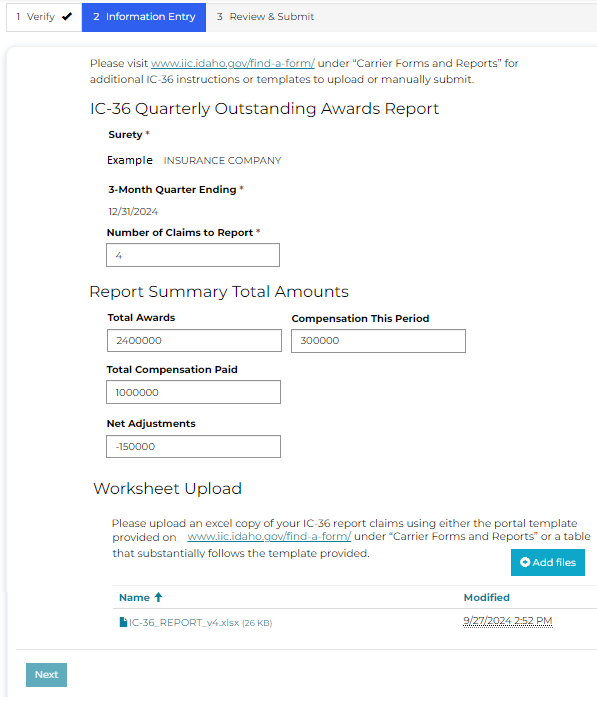 1 Verify ✔ 2 Information Entry 3 Review & Submit
Please visit www.iic.idaho.gov/find-a-form/ under “Carrier Forms and Reports” for
additional IC-36 instructions or templates to upload or manually submit.
IC-36 Quarterly Outstanding Awards Report
Surety *
Example INSURANCE COMPANY
3-Month Quarter Ending *
12/31/2024
Number of Claims to Report *
4
Report Summary Total Amounts
Total Awards Compensation This Period
2400000 300000
Total Compensation Paid
1000000
Net Adjustments
-150000
Worksheet Upload
Please upload an excel copy of your IC-36 report claims using either the portal template
provided on www.iic.idaho.gov/find-a-form/ under “Carrier Forms and Reports” or a table
that substantially follows the template provided.
Add files
Name ↑ Modified
IC-36_REPORT_v4.xlsx (26 KB) 9/27/2024 2:52 PM
Next